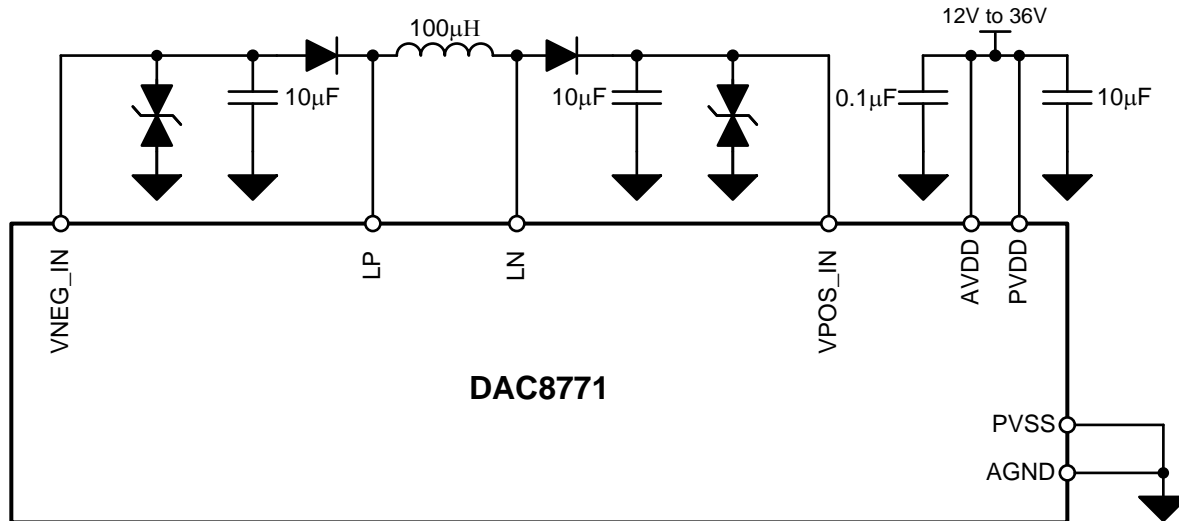 12V to 36V
100μH
10μF
10μF
0.1μF
10μF
VNEG_IN
LP
LN
VPOS_IN
AVDD
PVDD
DAC8771
PVSS
AGND